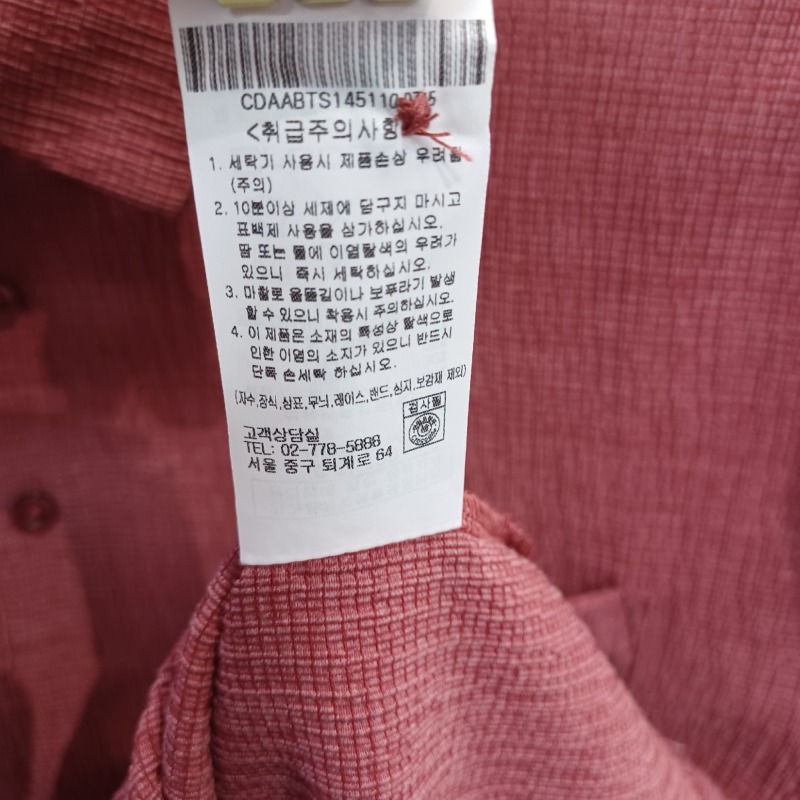 <취급주의사항
1. 세탁기 사용시 제품손상 우려됨
(주의)
2. 10분이상 세제에 담구지 마시고
표백제 사용을 삼가하십시오.
땀 또는 물에 이염탈색의 우려가
있으니 즉시 세탁하십시오.
3. 마찰로 올뜯김이나 보푸라기 발생
할 수 있으니 착용시 주의하십시오.
4. 이 제품은 소재의 특성상 탈색으로
인한 이염의 소지가 있으니 반드시
단독 손세탁 하십시오.
(자수,장식,상표,무늬,레이스,밴드,심지,보강재 제외)
검사필
고객상담실
TEL: 02-778-5888
서울 중구 퇴계로 64